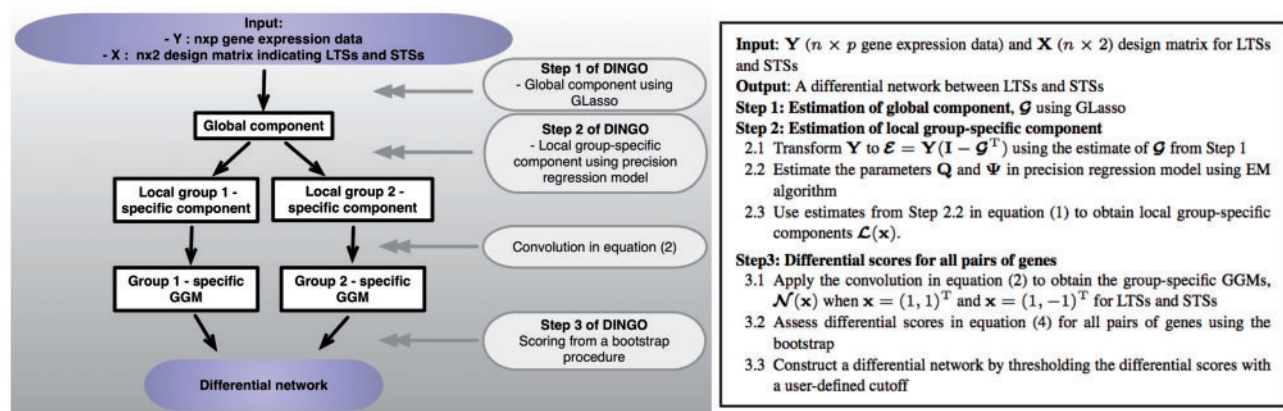 Input:
- Y : nxp gene expression data
- X : nx2 design matrix indicating LTSs and STSs
Step 1 of DINGO
- Global component using
GLasso
Global component
Step 2 of DINGO
- Local group-specific
component using precision
regression model
Local group 1 -
specific component
Local group 2 -
specific component
Convolution in equation (2)
Group 1 - specific
GGM
Group 2 - specific
GGM
Step 3 of DINGO
Scoring from a bootstrap
procedure
Differential network
Input: Y (n × p gene expression data) and X (n × 2) design matrix for LTSs
and STSs
Output: A differential network between LTSs and STSs
Step 1: Estimation of global component, 𝓖 using GLasso
Step 2: Estimation of local group-specific component
2.1 Transform Y to 𝓔 = Y(I − 𝓖ᵀ) using the estimate of 𝓖 from Step 1
2.2 Estimate the parameters Q and Ψ in precision regression model using EM
algorithm
2.3 Use estimates from Step 2.2 in equation (1) to obtain local group-specific
components 𝓛(x).
Step3: Differential scores for all pairs of genes
3.1 Apply the convolution in equation (2) to obtain the group-specific GGMs,
𝓝(x) when x = (1, 1)ᵀ and x = (1, −1)ᵀ for LTSs and STSs
3.2 Assess differential scores in equation (4) for all pairs of genes using the
bootstrap
3.3 Construct a differential network by thresholding the differential scores with
a user-defined cutoff